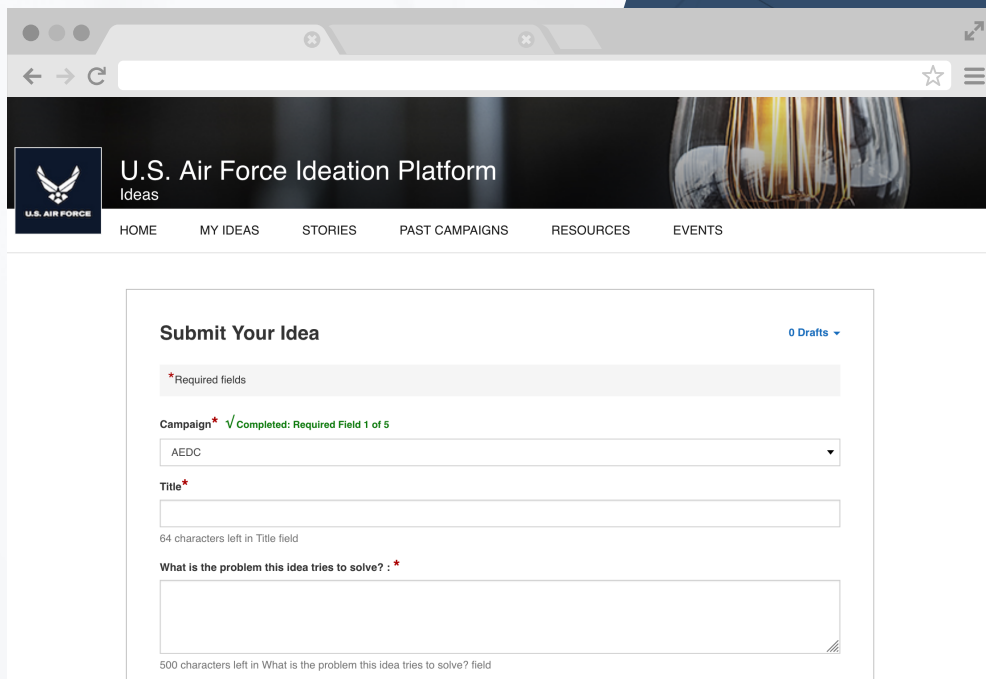 U.S. Air Force Ideation Platform
Ideas
U.S. AIR FORCE
HOME MY IDEAS STORIES PAST CAMPAIGNS RESOURCES EVENTS
Submit Your Idea 0 Drafts
*Required fields
Campaign* √ Completed: Required Field 1 of 5
AEDC
Title*
64 characters left in Title field
What is the problem this idea tries to solve? : *
500 characters left in What is the problem this idea tries to solve? field